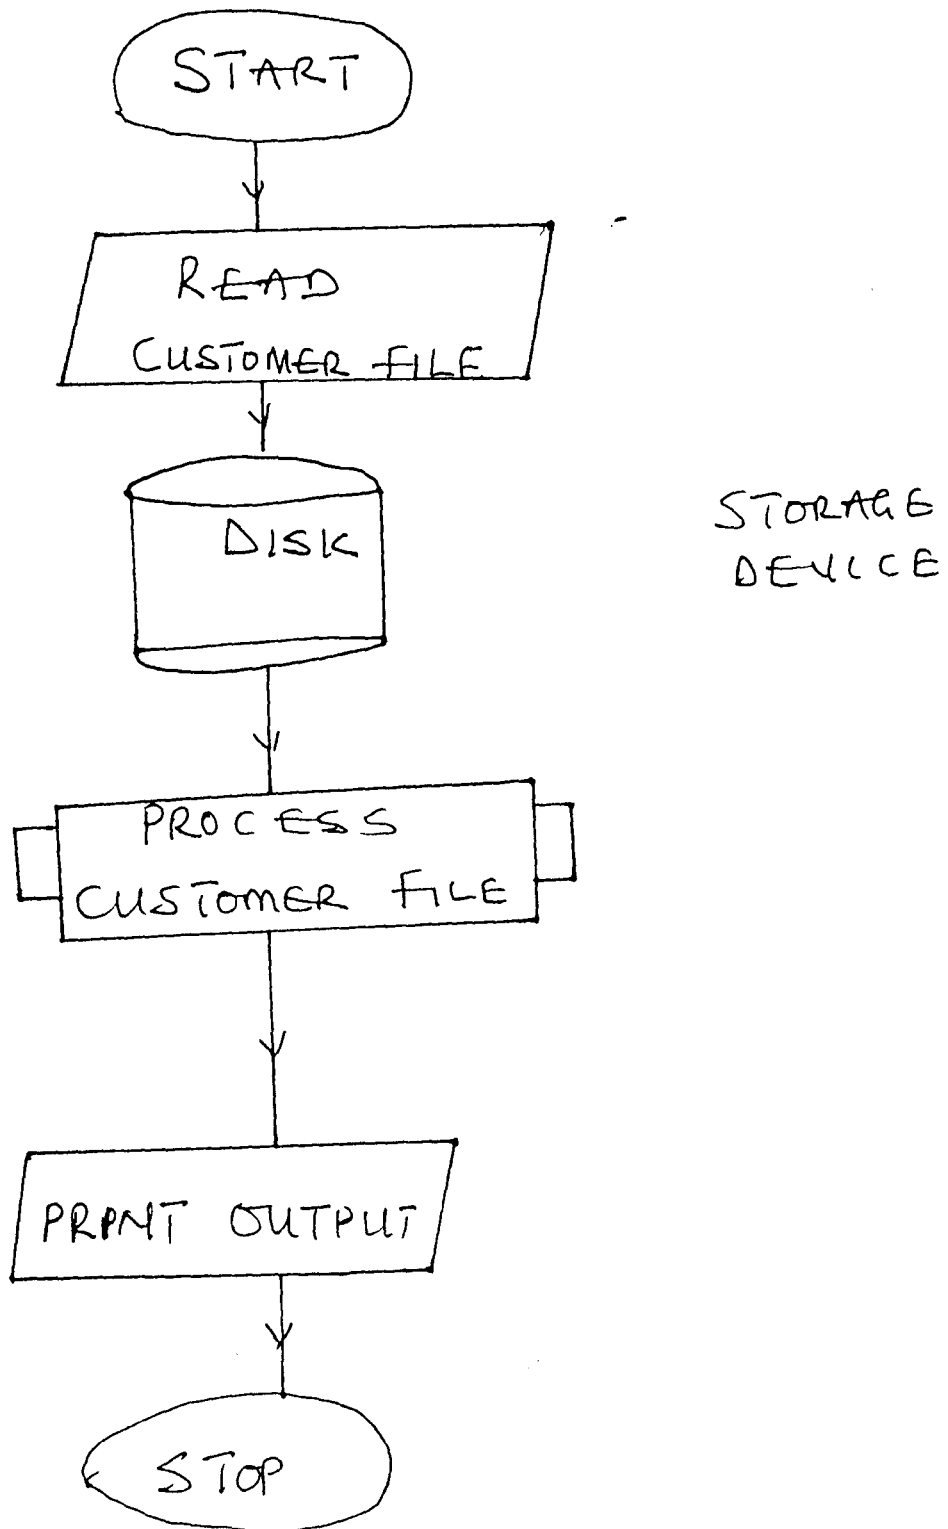 START
READ
CUSTOMER FILE
DISK
STORAGE
DEVICE
PROCESS
CUSTOMER FILE
PRINT OUTPUT
STOP